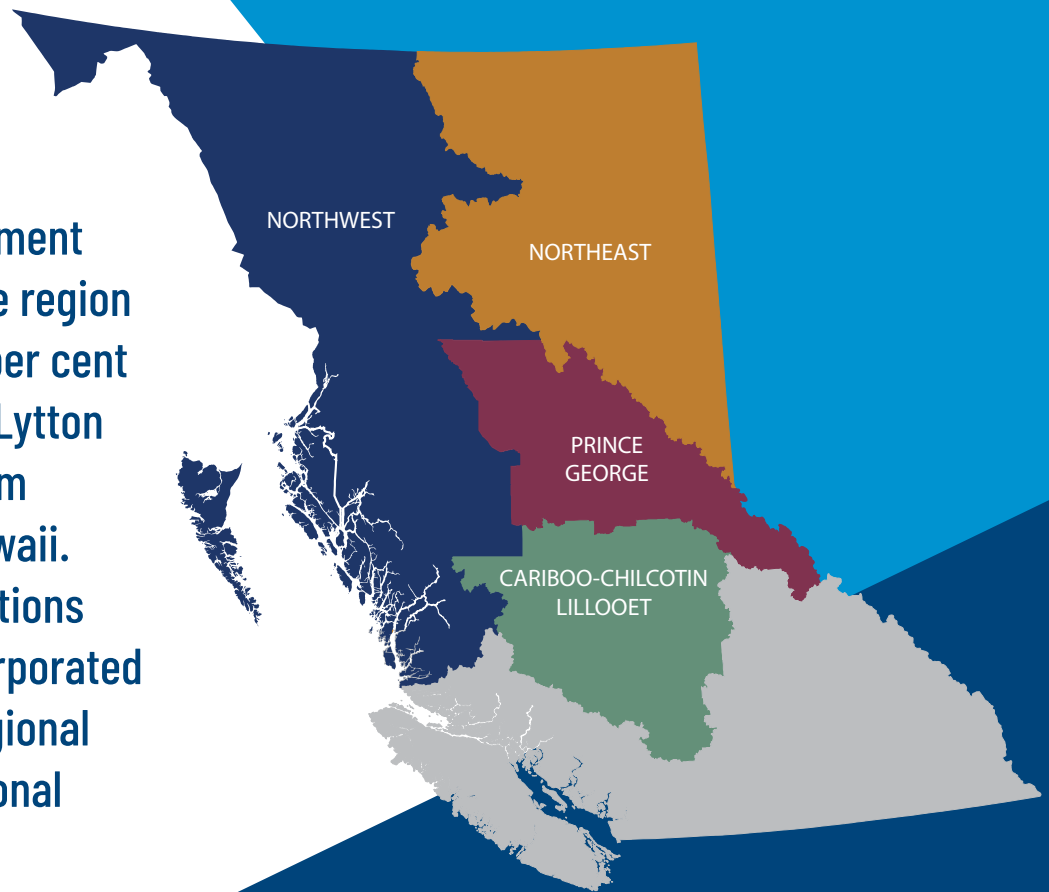 ment
e region
per cent
Lytton
m
waii.
tions
rporated
gional
onal
NORTHWEST
NORTHEAST
PRINCE
GEORGE
CARIBOO-CHILCOTIN
LILLOOET